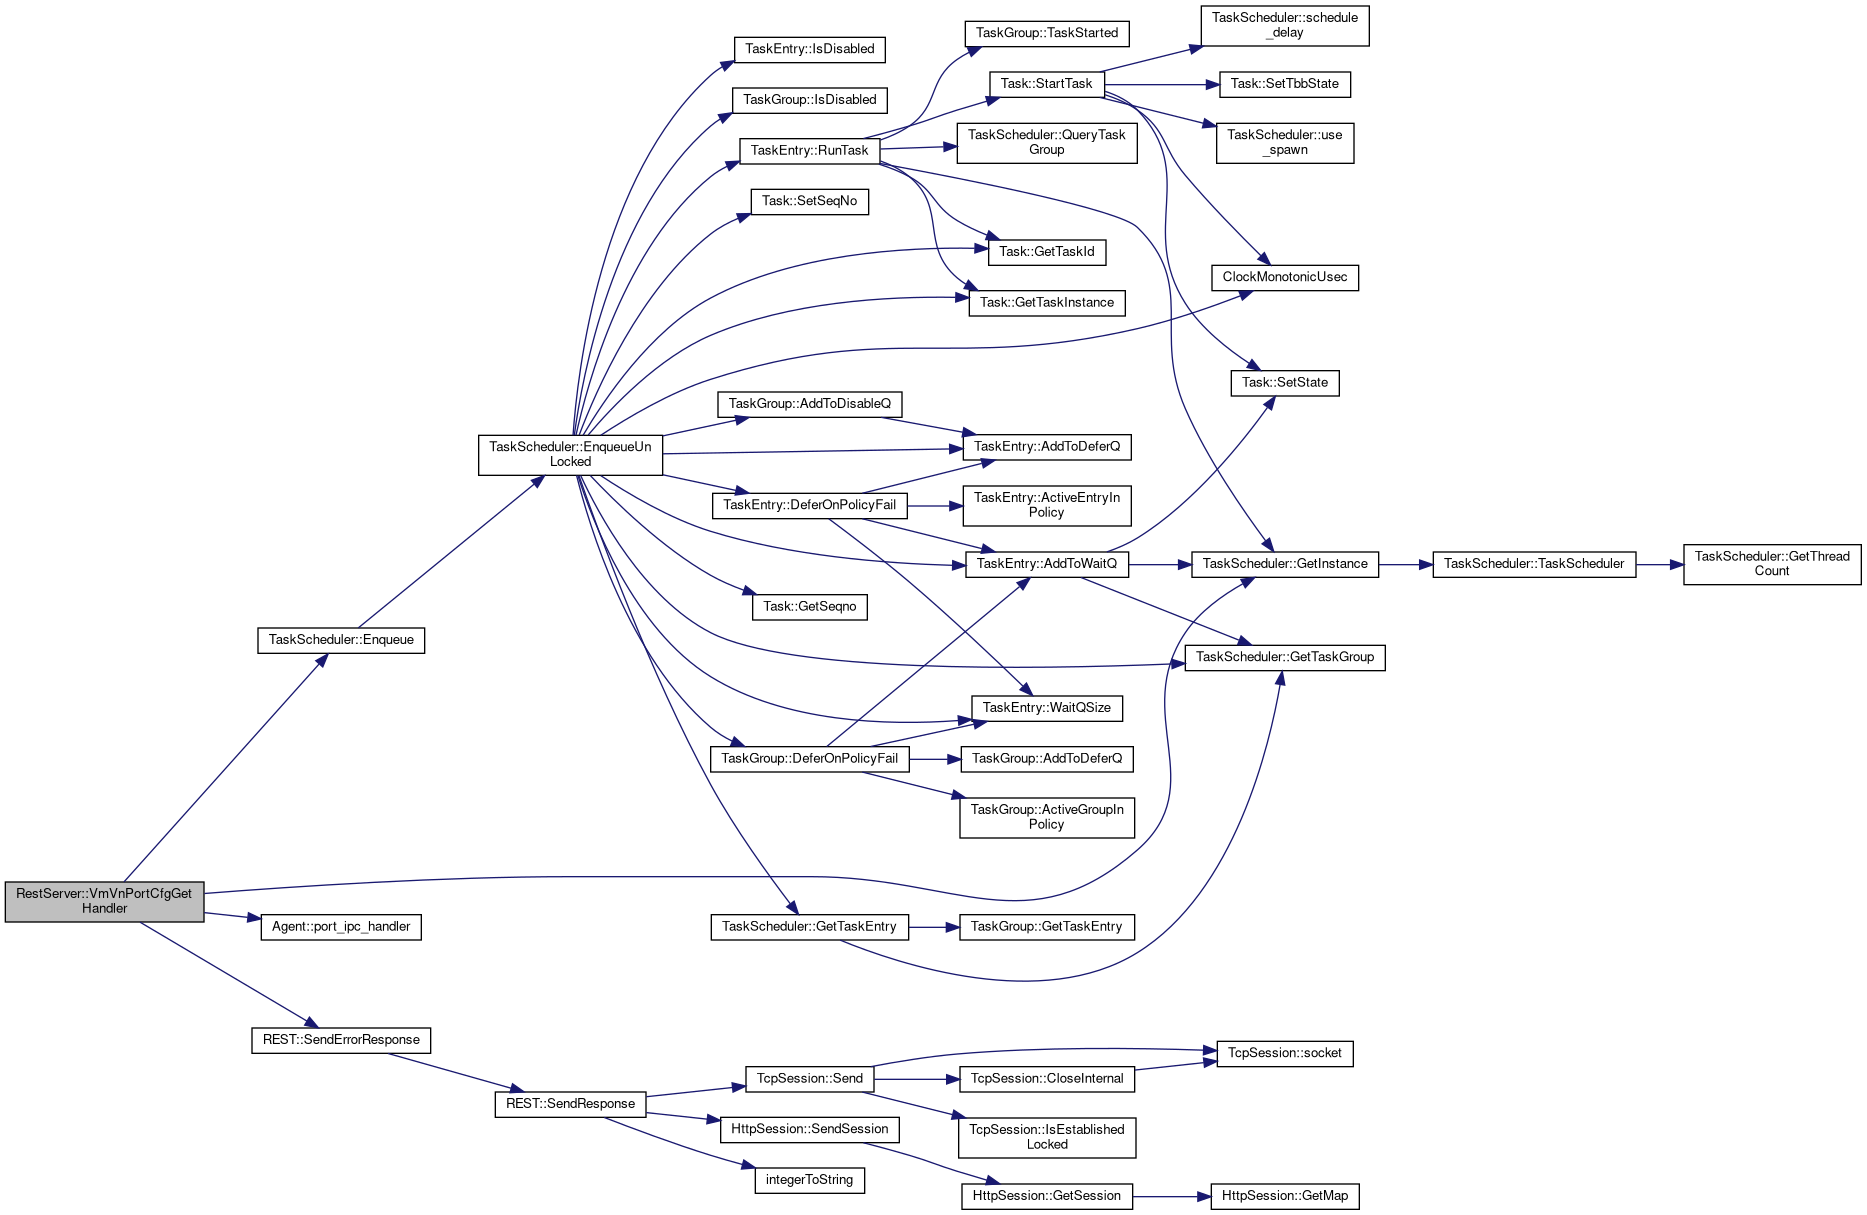 RestServer::VmVnPortCfgGet
Handler
TaskScheduler::Enqueue
Agent::port_ipc_handler
REST::SendErrorResponse
TaskScheduler::EnqueueUn
Locked
REST::SendResponse
TaskEntry::IsDisabled
TaskGroup::IsDisabled
TaskEntry::RunTask
Task::SetSeqNo
TaskGroup::AddToDisableQ
TaskEntry::DeferOnPolicyFail
Task::GetSeqno
TaskGroup::DeferOnPolicyFail
TaskScheduler::GetTaskEntry
TcpSession::Send
HttpSession::SendSession
integerToString
TaskGroup::TaskStarted
Task::StartTask
TaskScheduler::QueryTask
Group
Task::GetTaskId
Task::GetTaskInstance
TaskEntry::AddToDeferQ
TaskEntry::ActiveEntryIn
Policy
TaskEntry::AddToWaitQ
TaskEntry::WaitQSize
TaskGroup::AddToDeferQ
TaskGroup::ActiveGroupIn
Policy
TaskGroup::GetTaskEntry
TcpSession::CloseInternal
TcpSession::IsEstablished
Locked
HttpSession::GetSession
TaskScheduler::schedule
_delay
Task::SetTbbState
TaskScheduler::use
_spawn
ClockMonotonicUsec
Task::SetState
TaskScheduler::GetInstance
TaskScheduler::GetTaskGroup
TcpSession::socket
HttpSession::GetMap
TaskScheduler::TaskScheduler
TaskScheduler::GetThread
Count